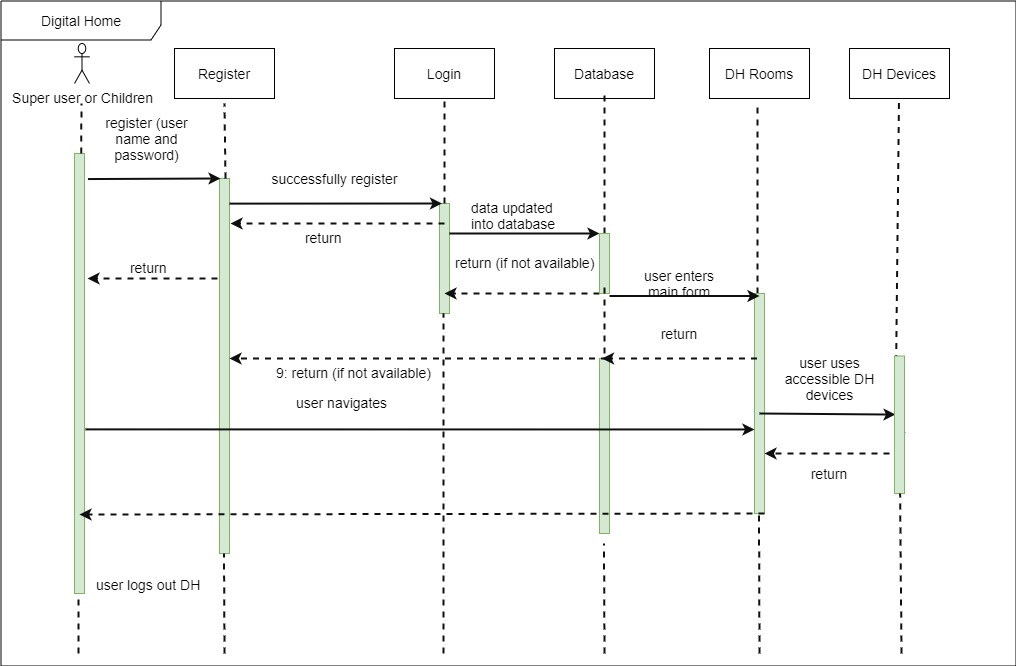 Digital Home
Super user or Children
Register
Login
Database
DH Rooms
DH Devices
register (user
name and
password)
successfully register
data updated
into database
return
return (if not available)
return
user enters
main form
return
9: return (if not available)
user uses
accessible DH
devices
user navigates
return
user logs out DH